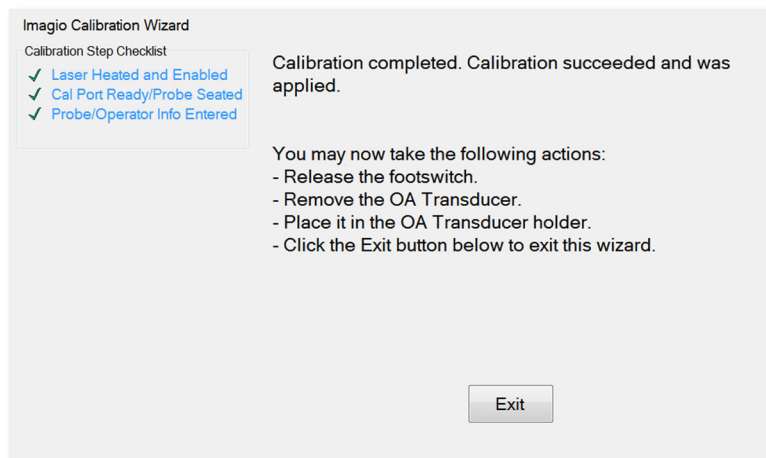 Imagio Calibration Wizard
Calibration Step Checklist
Laser Heated and Enabled
Cal Port Ready/Probe Seated
Probe/Operator Info Entered
Calibration completed. Calibration succeeded and was
applied.
You may now take the following actions:
- Release the footswitch.
- Remove the OA Transducer.
- Place it in the OA Transducer holder.
- Click the Exit button below to exit this wizard.
Exit